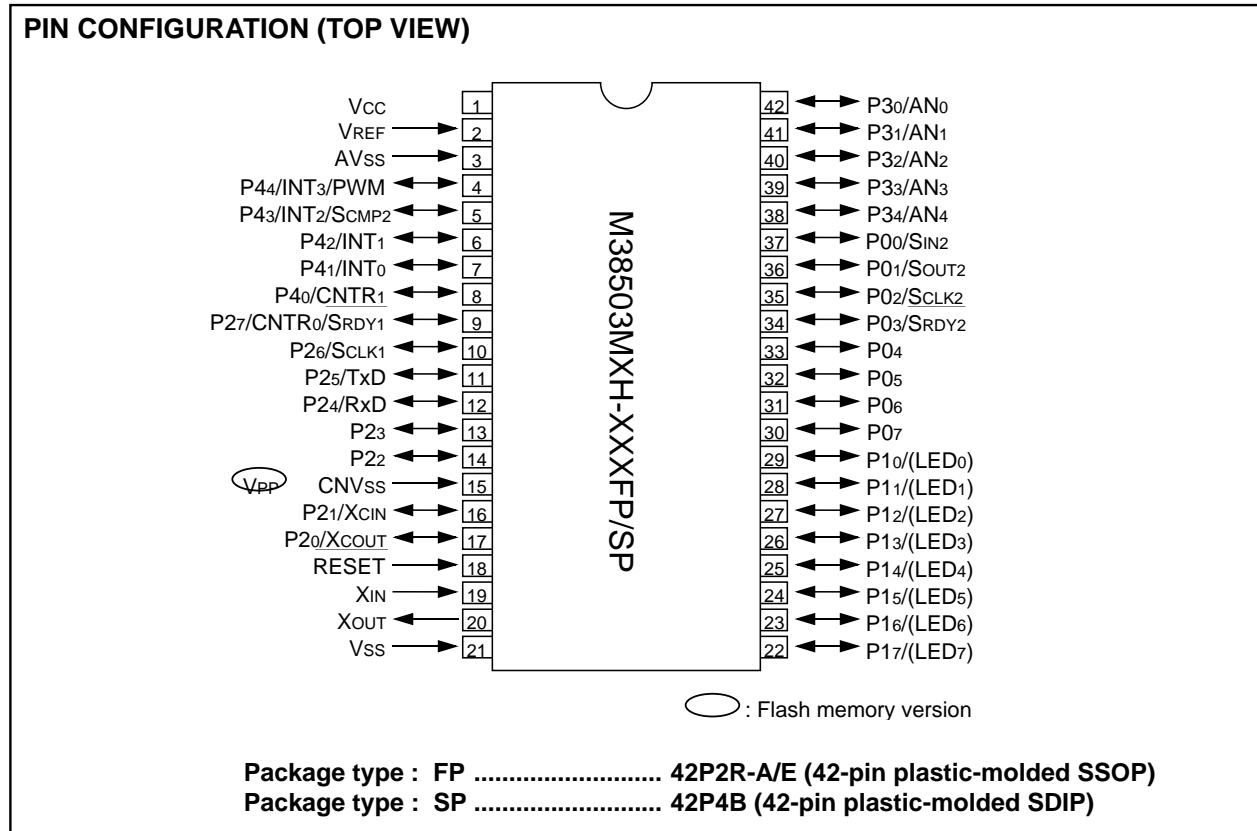 PIN CONFIGURATION (TOP VIEW)
VCC 1
VREF 2
AVSS 3
P44/INT3/PWM 4
P43/INT2/SCMP2 5
P42/INT1 6
P41/INT0 7
P40/CNTR1 8
P27/CNTR0/SRDY1 9
P26/SCLK1 10
P25/TxD 11
P24/RxD 12
P23 13
P22 14
VPP CNVSS 15
P21/XCIN 16
P20/XCOUT 17
RESET 18
XIN 19
XOUT 20
VSS 21
M38503MXH-XXXFP/SP
42 P30/AN0
41 P31/AN1
40 P32/AN2
39 P33/AN3
38 P34/AN4
37 P00/SIN2
36 P01/SOUT2
35 P02/SCLK2
34 P03/SRDY2
33 P04
32 P05
31 P06
30 P07
29 P10/(LED0)
28 P11/(LED1)
27 P12/(LED2)
26 P13/(LED3)
25 P14/(LED4)
24 P15/(LED5)
23 P16/(LED6)
22 P17/(LED7)
: Flash memory version
Package type : FP ........................... 42P2R-A/E (42-pin plastic-molded SSOP)
Package type : SP ........................... 42P4B (42-pin plastic-molded SDIP)